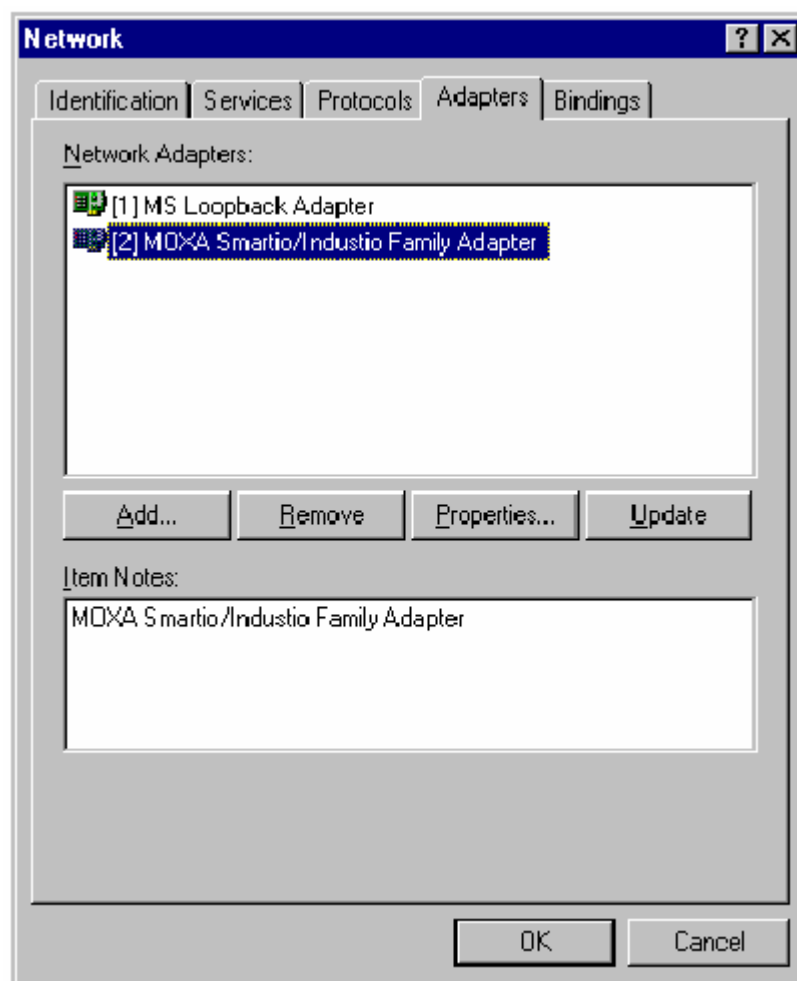 Network
Identification Services Protocols Adapters Bindings
Network Adapters:
[1] MS Loopback Adapter
[2] MOXA Smartio/Industio Family Adapter
Add... Remove Properties... Update
Item Notes:
MOXA Smartio/Industio Family Adapter
OK Cancel